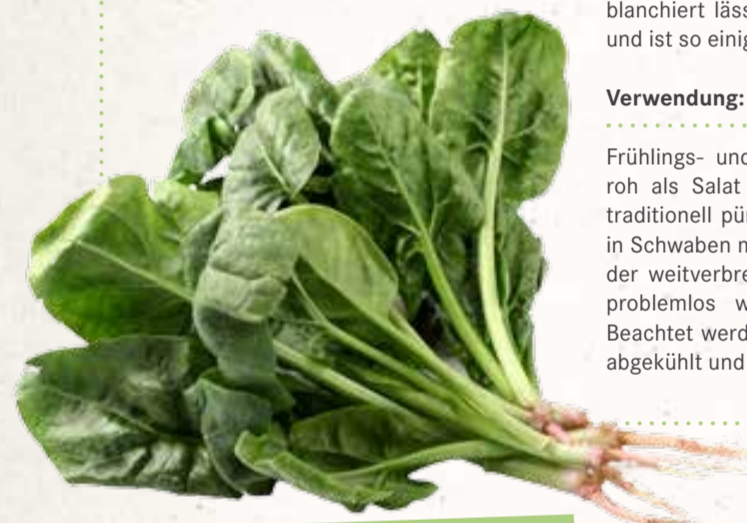 blanchiert läss
und ist so einig
Verwendung:
Frühlings- und
roh als Salat
traditionell pür
in Schwaben n
der weitverbre
problemlos w
Beachtet werd
abgekühlt und